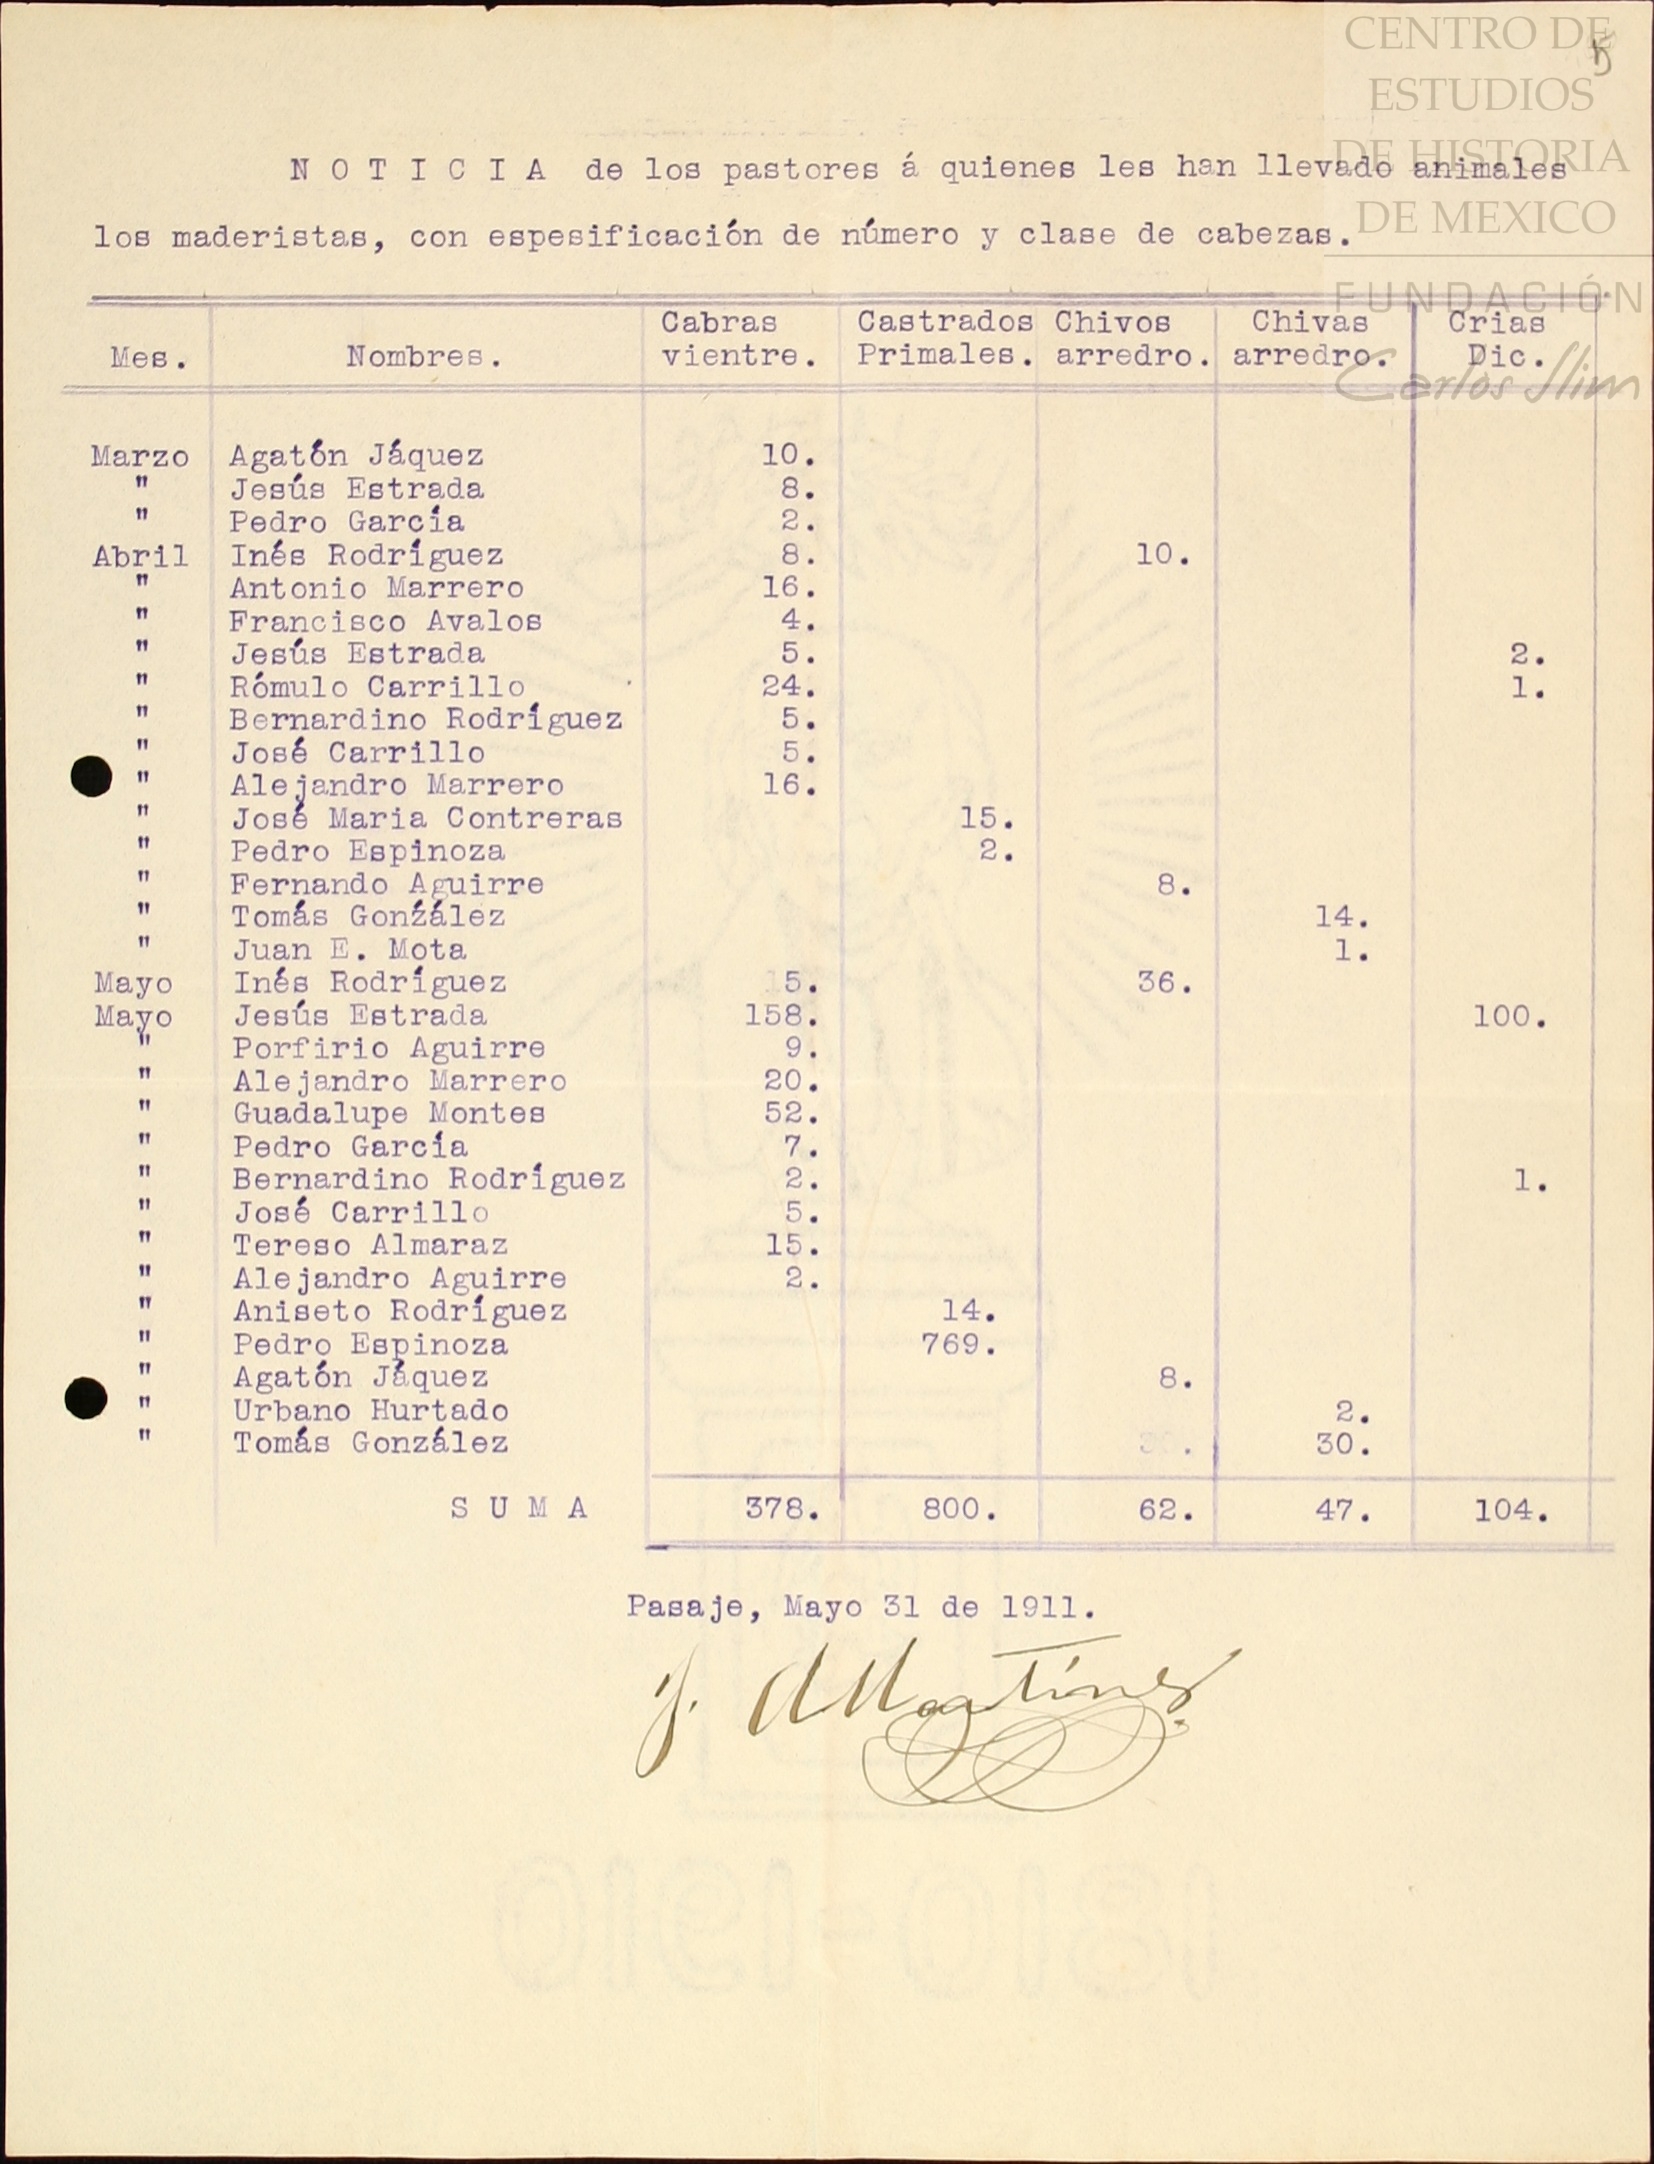 CENTRO DE
ESTUDIOS
DE HISTORIA
DE MEXICO
FUNDACIÓN
Carlos Slim
5
N O T I C I A de los pastores á quienes les han llevado animales
los maderistas, con espesificación de número y clase de cabezas.
Mes. Nombres. Cabras vientre. Castrados Primales. Chivos arredro. Chivas arredro. Crias Dic.
Marzo Agatón Jáquez 10.
" Jesús Estrada 8.
" Pedro García 2.
Abril Inés Rodríguez 8. 10.
" Antonio Marrero 16.
" Francisco Avalos 4.
" Jesús Estrada 5. 2.
" Rómulo Carrillo 24. 1.
" Bernardino Rodríguez 5.
" José Carrillo 5.
" Alejandro Marrero 16.
" José Maria Contreras 15.
" Pedro Espinoza 2.
" Fernando Aguirre 8.
" Tomás González 14.
" Juan E. Mota 1.
Mayo Inés Rodríguez 5. 36.
Mayo Jesús Estrada 158. 100.
" Porfirio Aguirre 9.
" Alejandro Marrero 20.
" Guadalupe Montes 52.
" Pedro García 7.
" Bernardino Rodríguez 2. 1.
" José Carrillo 5.
" Tereso Almaraz 15.
" Alejandro Aguirre 2.
" Aniseto Rodríguez 14.
" Pedro Espinoza 769.
" Agatón Jáquez 8.
" Urbano Hurtado 2.
" Tomás González 30.
S U M A 378. 800. 62. 47. 104.
Pasaje, Mayo 31 de 1911.
Martínez
1810-1910